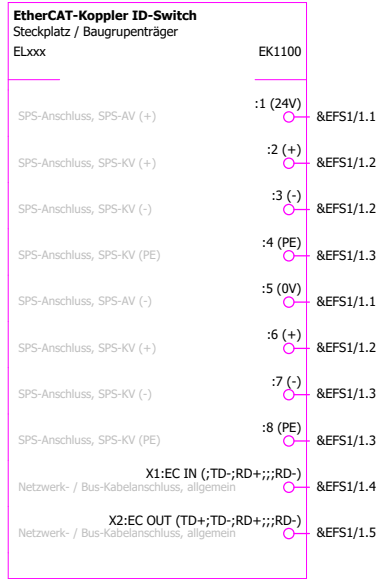 EtherCAT-Koppler ID-Switch
Steckplatz / Baugrupenträger
ELxxx EK1100
:1 (24V)
SPS-Anschluss, SPS-AV (+) &EFS1/1.1
:2 (+)
SPS-Anschluss, SPS-KV (+) &EFS1/1.2
:3 (-)
SPS-Anschluss, SPS-KV (-) &EFS1/1.2
:4 (PE)
SPS-Anschluss, SPS-KV (PE) &EFS1/1.3
:5 (0V)
SPS-Anschluss, SPS-AV (-) &EFS1/1.1
:6 (+)
SPS-Anschluss, SPS-KV (+) &EFS1/1.2
:7 (-)
SPS-Anschluss, SPS-KV (-) &EFS1/1.3
:8 (PE)
SPS-Anschluss, SPS-KV (PE) &EFS1/1.3
X1:EC IN (;TD-;RD+;;;RD-)
Netzwerk- / Bus-Kabelanschluss, allgemein &EFS1/1.4
X2:EC OUT (TD+;TD-;RD+;;;RD-)
Netzwerk- / Bus-Kabelanschluss, allgemein &EFS1/1.5